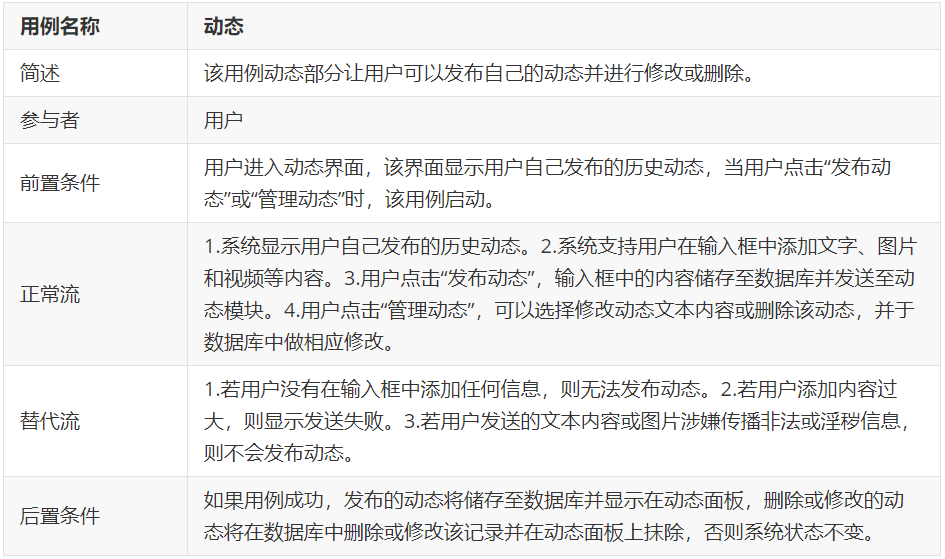 用例名称
动态
简述
该用例动态部分让用户可以发布自己的动态并进行修改或删除。
参与者
用户
前置条件
用户进入动态界面，该界面显示用户自己发布的历史动态，当用户点击“发布动
态”或“管理动态”时，该用例启动。
正常流
1.系统显示用户自己发布的历史动态。2.系统支持用户在输入框中添加文字、图片
和视频等内容。3.用户点击“发布动态”，输入框中的内容储存至数据库并发送至动
态模块。4.用户点击“管理动态”，可以选择修改动态文本内容或删除该动态，并于
数据库中做相应修改。
替代流
1.若用户没有在输入框中添加任何信息，则无法发布动态。2.若用户添加内容过
大，则显示发送失败。3.若用户发送的文本内容或图片涉嫌传播非法或淫秽信息，
则不会发布动态。
后置条件
如果用例成功，发布的动态将储存至数据库并显示在动态面板，删除或修改的动
态将在数据库中删除或修改该记录并在动态面板上抹除，否则系统状态不变。